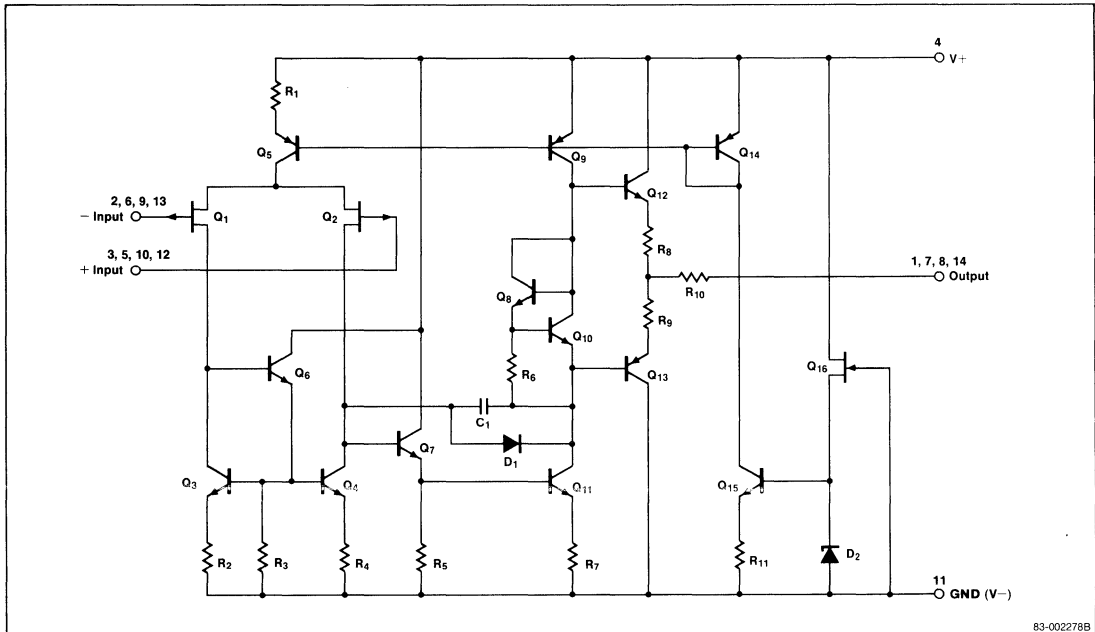 4
V+
R1
Q5
Q9
Q14
Q12
2, 6, 9, 13
− Input
Q1
Q2
3, 5, 10, 12
+ Input
R8
1, 7, 8, 14
Output
R10
Q8
R9
Q10
Q6
R6
Q13
Q16
C1
Q7
D1
Q3
Q4
Q11
Q15
R2
R3
R4
R5
R7
R11
D2
11
GND (V−)
83-002278B